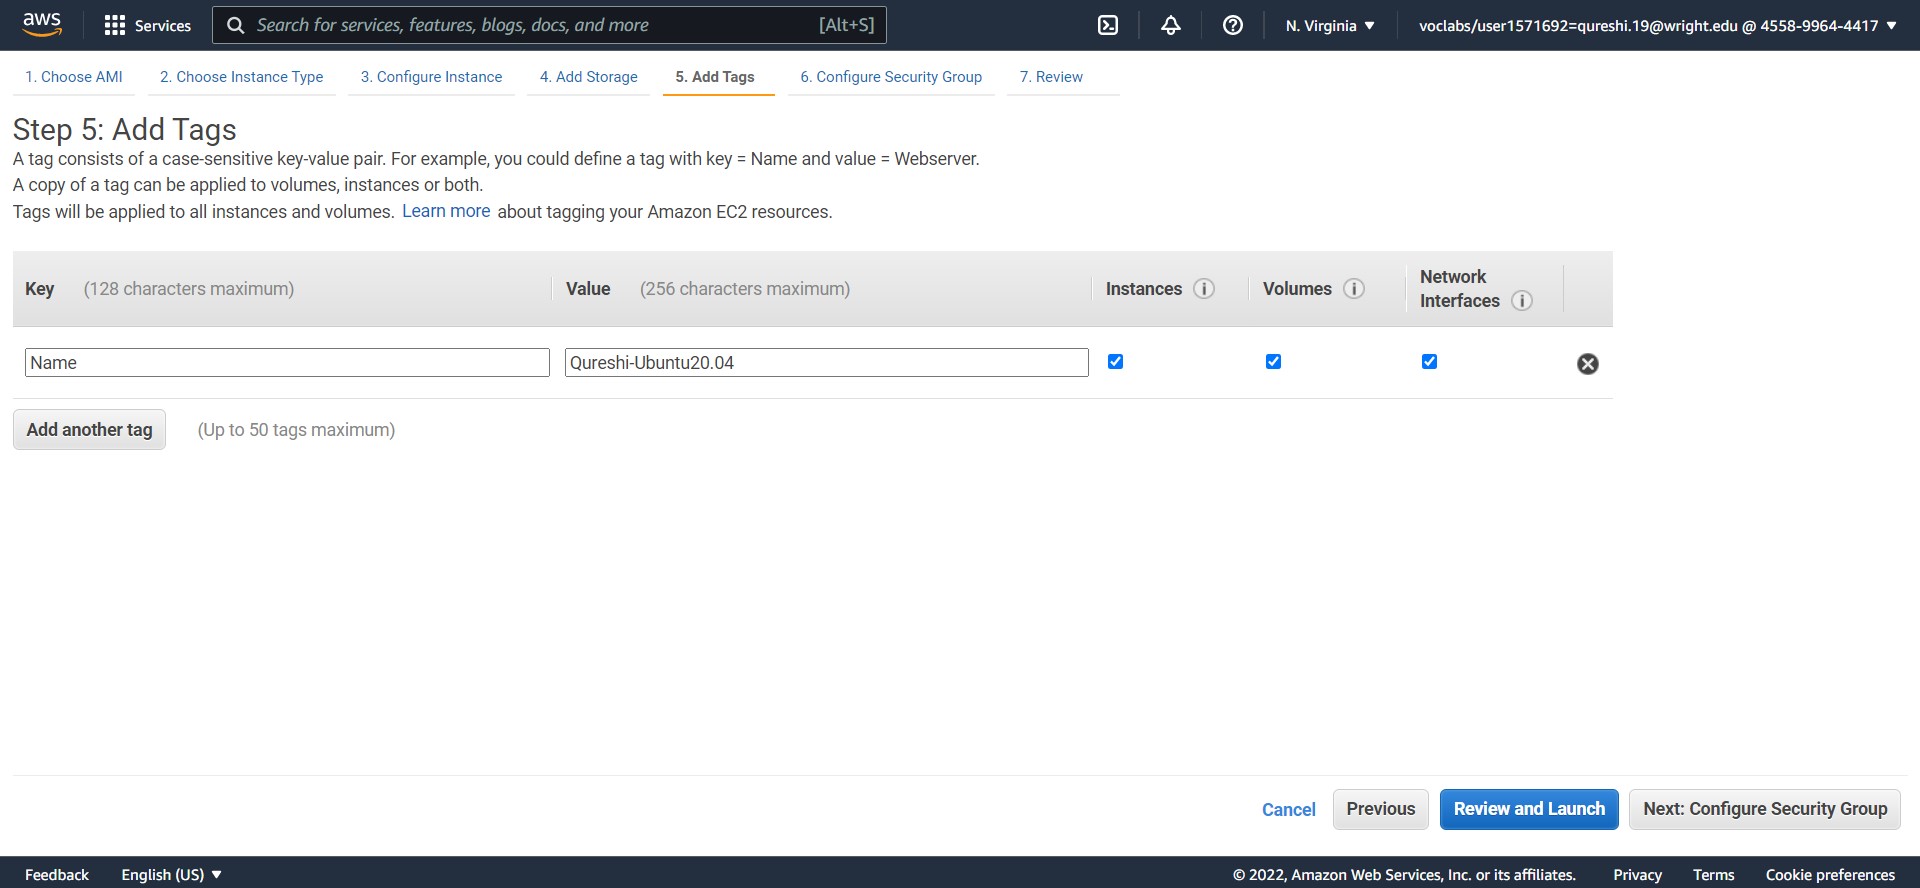 aws
Services
Search for services, features, blogs, docs, and more
[Alt+S]
N. Virginia
voclabs/user1571692=qureshi.19@wright.edu @ 4558-9964-4417
1. Choose AMI
2. Choose Instance Type
3. Configure Instance
4. Add Storage
5. Add Tags
6. Configure Security Group
7. Review
Step 5: Add Tags
A tag consists of a case-sensitive key-value pair. For example, you could define a tag with key = Name and value = Webserver.
A copy of a tag can be applied to volumes, instances or both.
Tags will be applied to all instances and volumes. Learn more about tagging your Amazon EC2 resources.
Key (128 characters maximum)
Value (256 characters maximum)
Instances
Volumes
Network
Interfaces
Name
Qureshi-Ubuntu20.04
Add another tag
(Up to 50 tags maximum)
Cancel
Previous
Review and Launch
Next: Configure Security Group
Feedback
English (US)
© 2022, Amazon Web Services, Inc. or its affiliates.
Privacy
Terms
Cookie preferences